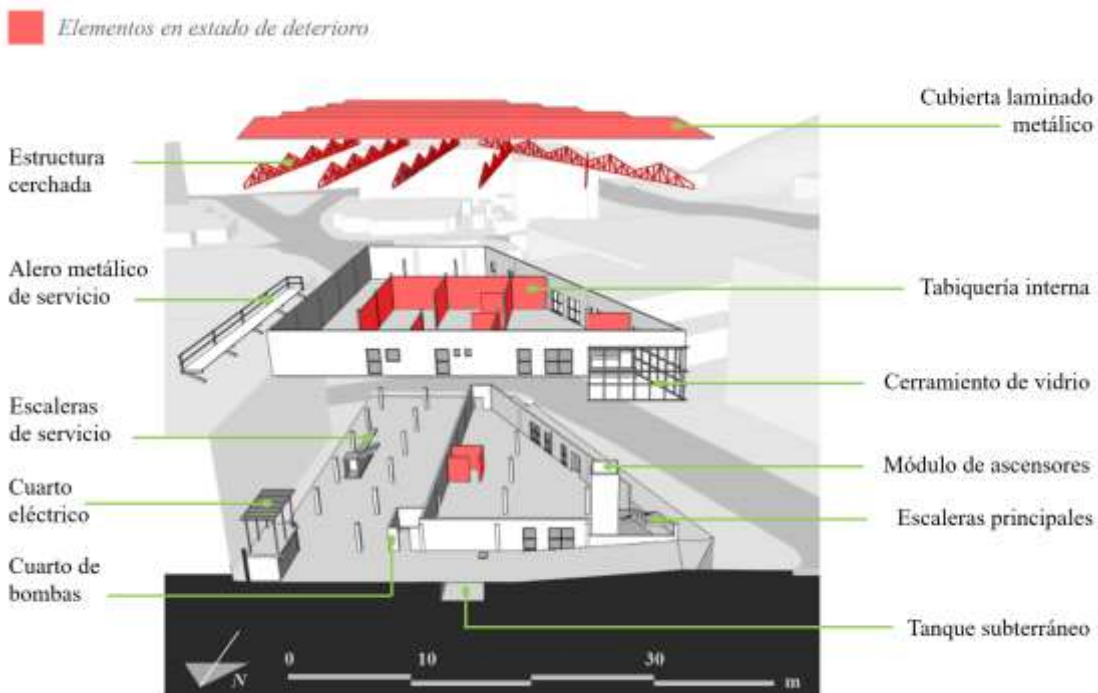 Elementos en estado de deterioro
Cubierta laminado
metálico
Estructura
cerchada
Alero metálico
de servicio
Tabiquería interna
Cerramiento de vidrio
Escaleras
de servicio
Módulo de ascensores
Cuarto
eléctrico
Escaleras principales
Cuarto de
bombas
Tanque subterráneo
N
0 10 30
m